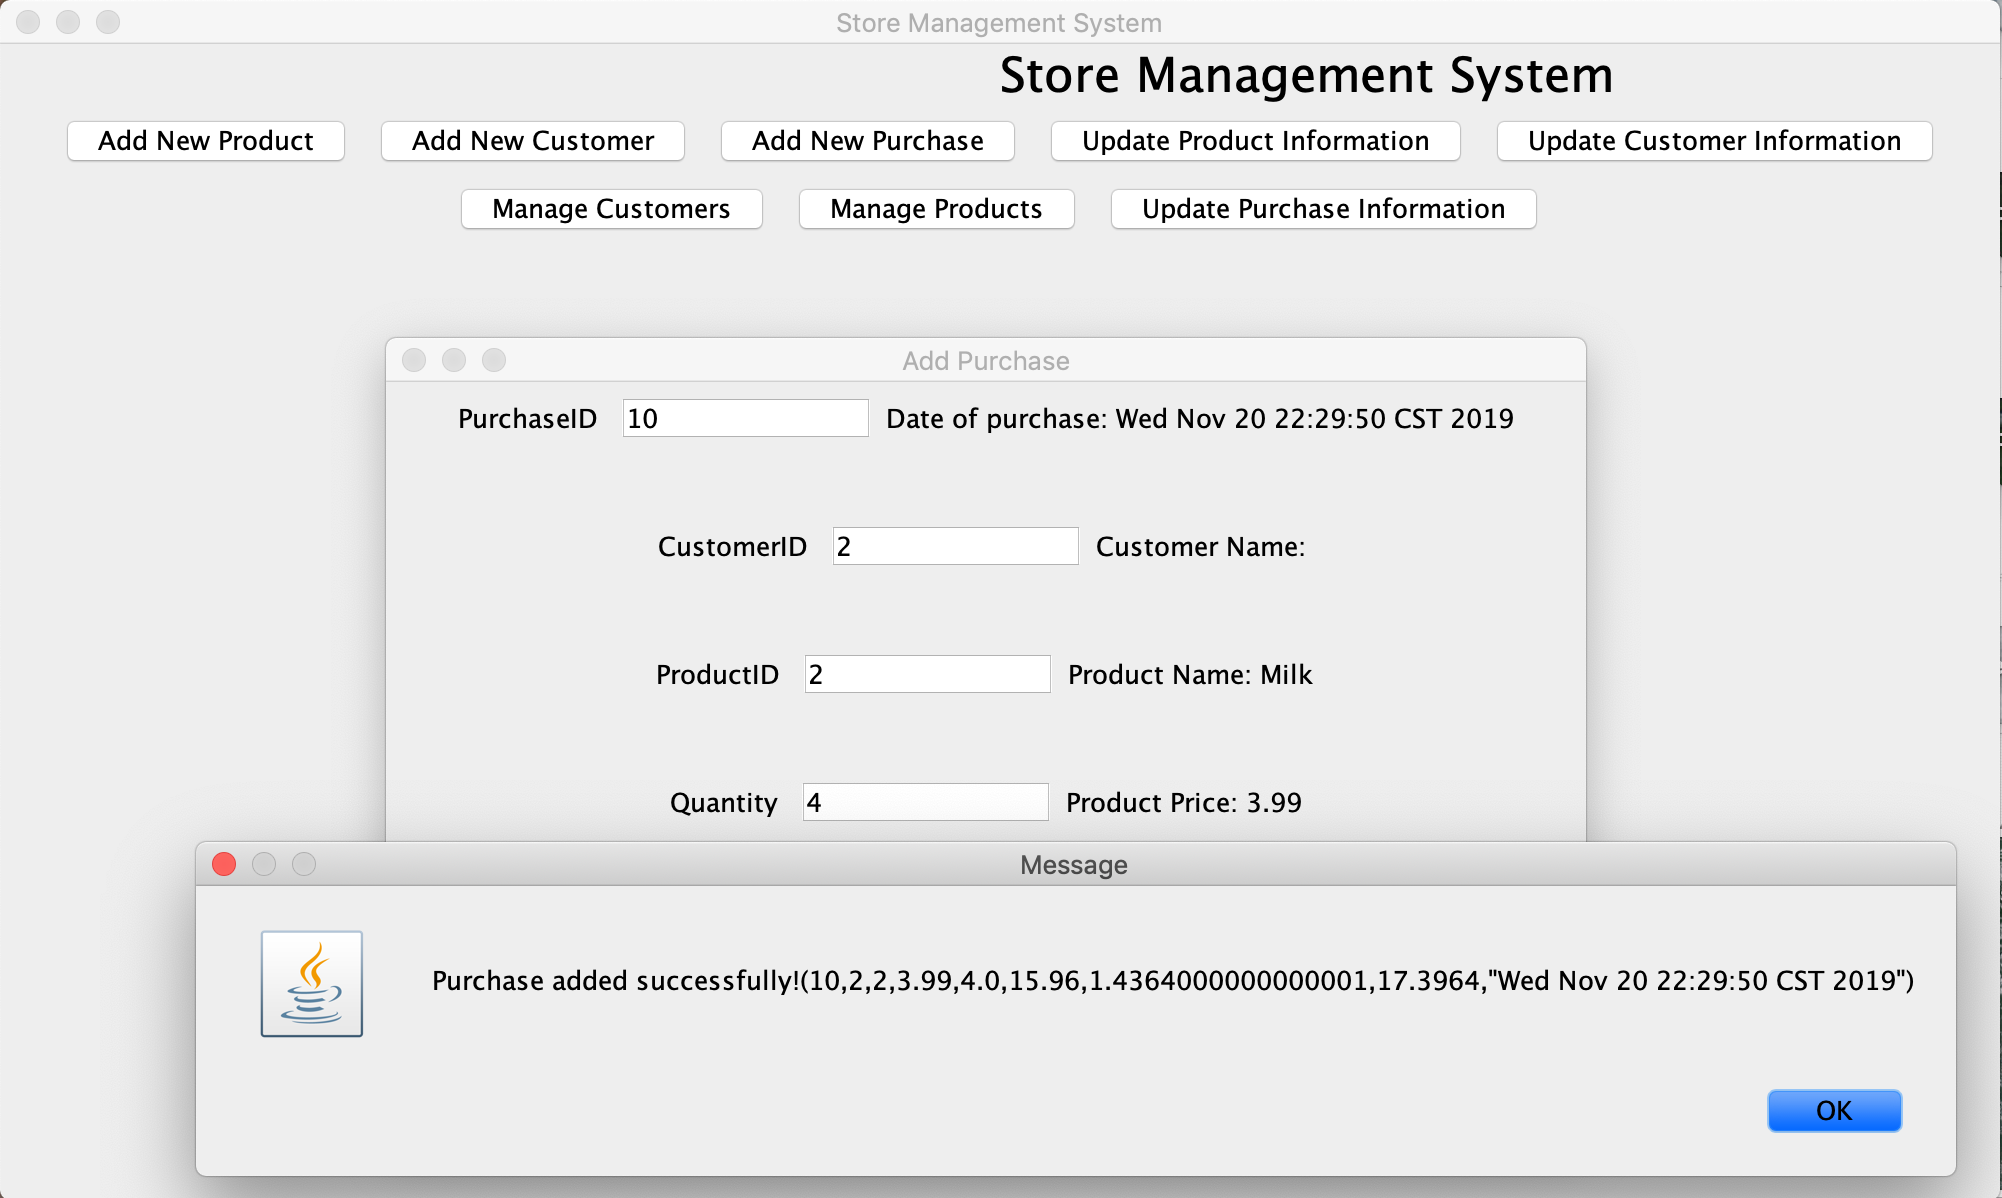 Store Management System
Store Management System
Add New Product Add New Customer Add New Purchase Update Product Information Update Customer Information
Manage Customers Manage Products Update Purchase Information
Add Purchase
PurchaseID 10 Date of purchase: Wed Nov 20 22:29:50 CST 2019
CustomerID 2 Customer Name:
ProductID 2 Product Name: Milk
Quantity 4 Product Price: 3.99
Message
Purchase added successfully!(10,2,2,3.99,4.0,15.96,1.4364000000000001,17.3964,"Wed Nov 20 22:29:50 CST 2019")
OK